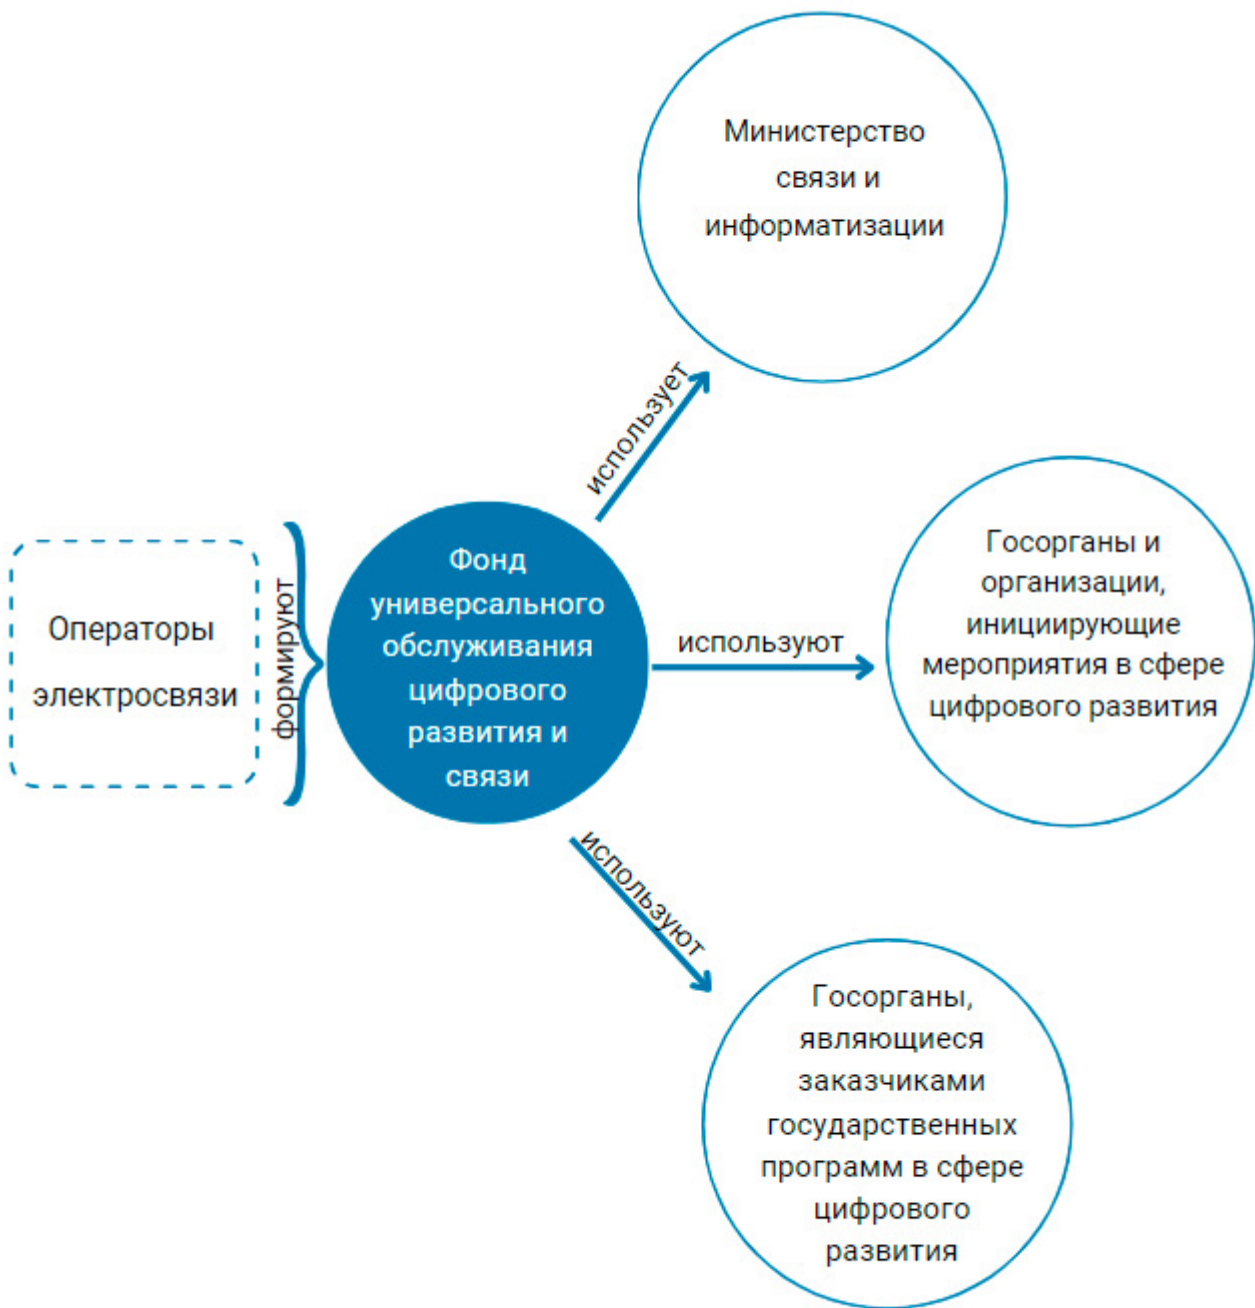 Министерство
связи и
информатизации
использует
Операторы
электросвязи
формируют
Фонд
универсального
обслуживания
цифрового
развития и
связи
используют
Госорганы и
организации,
инициирующие
мероприятия в сфере
цифрового развития
используют
Госорганы,
являющиеся
заказчиками
государственных
программ в сфере
цифрового
развития